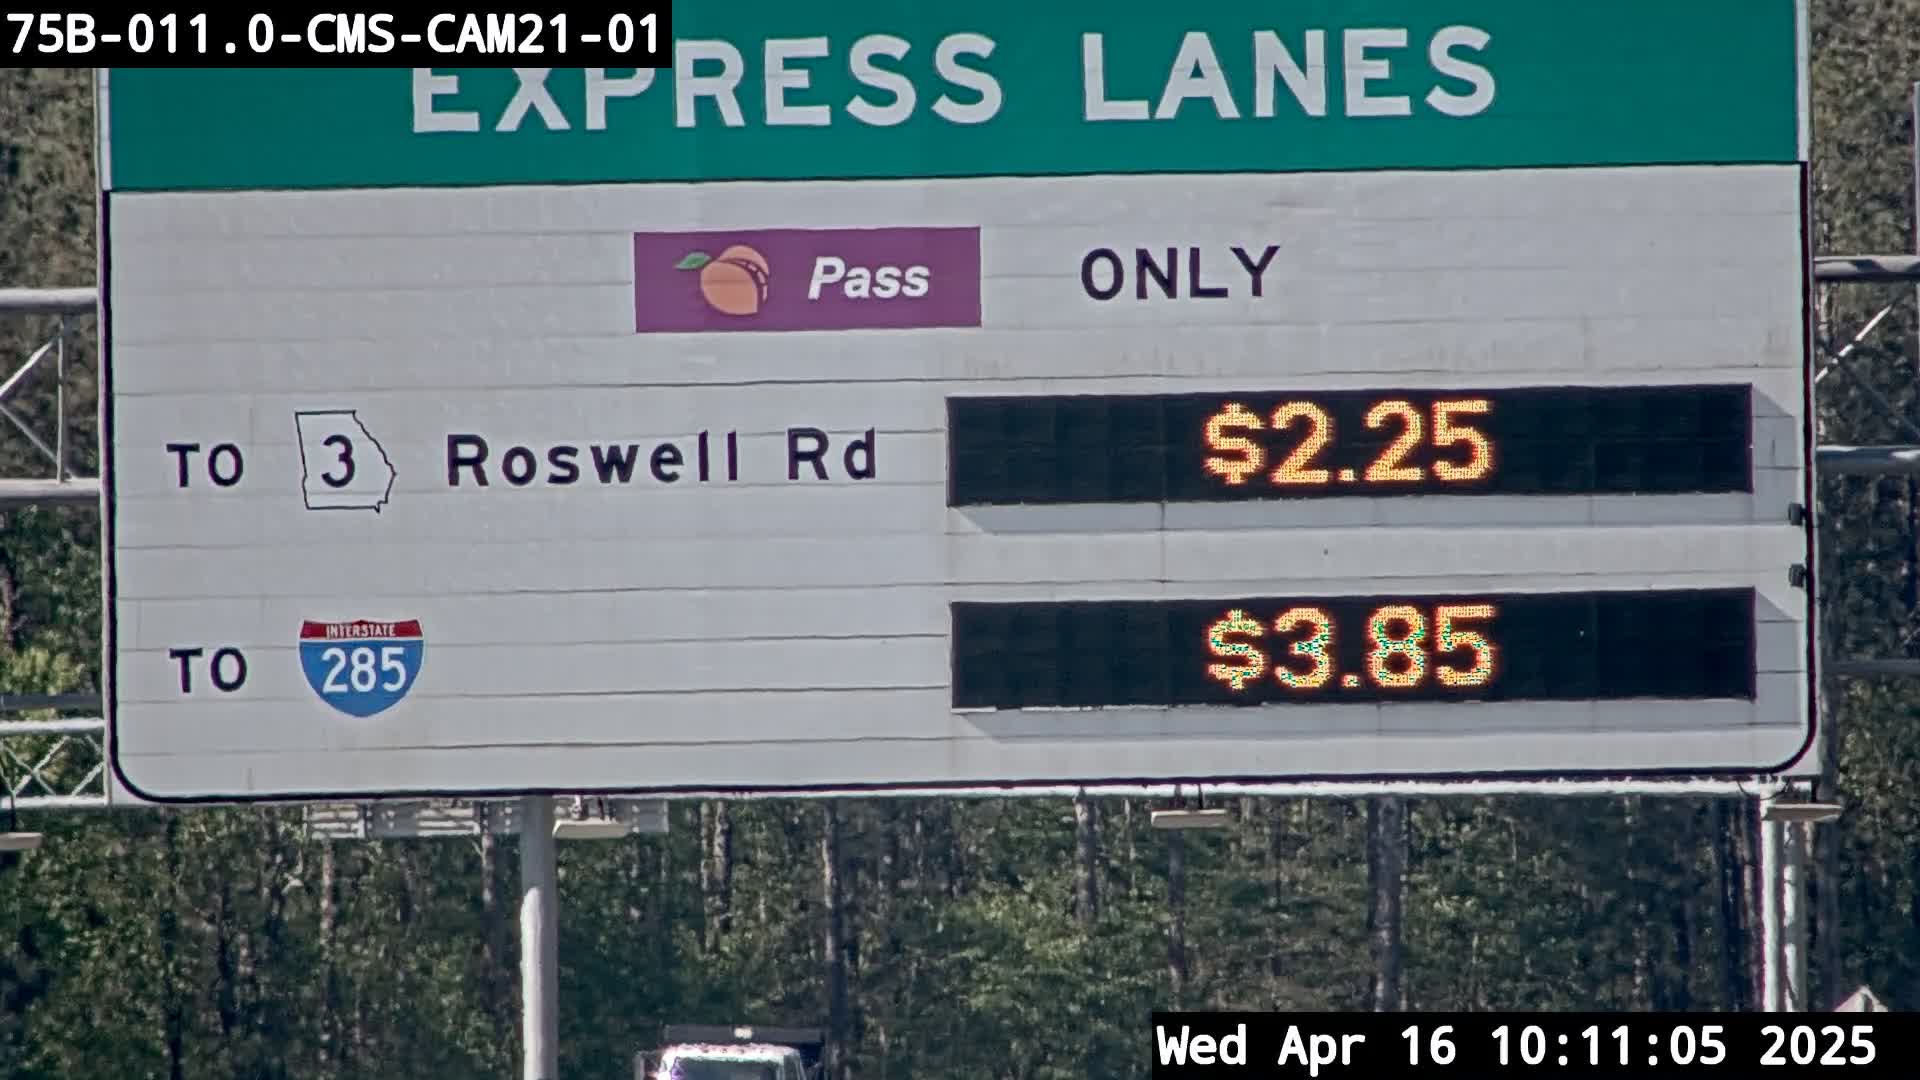 75B-011.0-CMS-CAM21-01
EXPRESS LANES
Pass ONLY
TO 3 Roswell Rd $2.25
TO INTERSTATE 285 $3.85
Wed Apr 16 10:11:05 2025